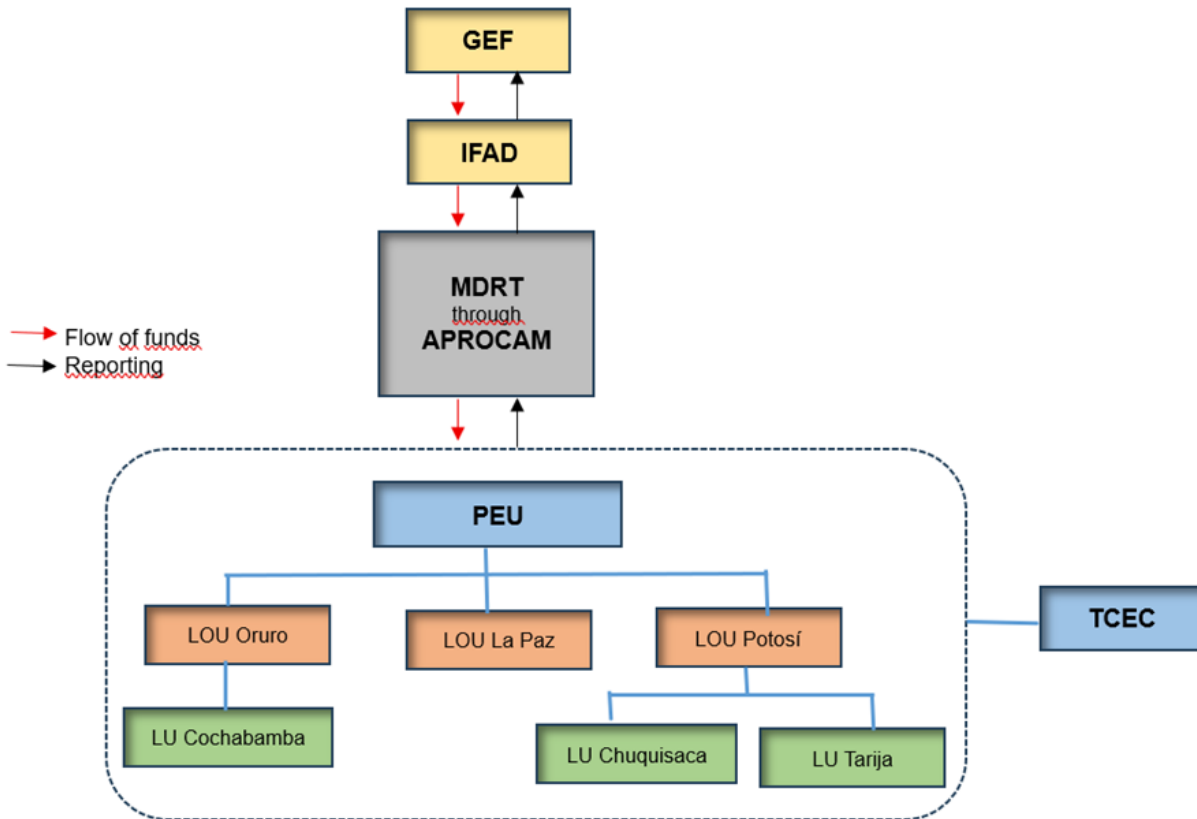 GEF
IFAD
MDRT
through
APROCAM
Flow of funds
Reporting
PEU
LOU Oruro
LOU La Paz
LOU Potosí
TCEC
LU Cochabamba
LU Chuquisaca
LU Tarija